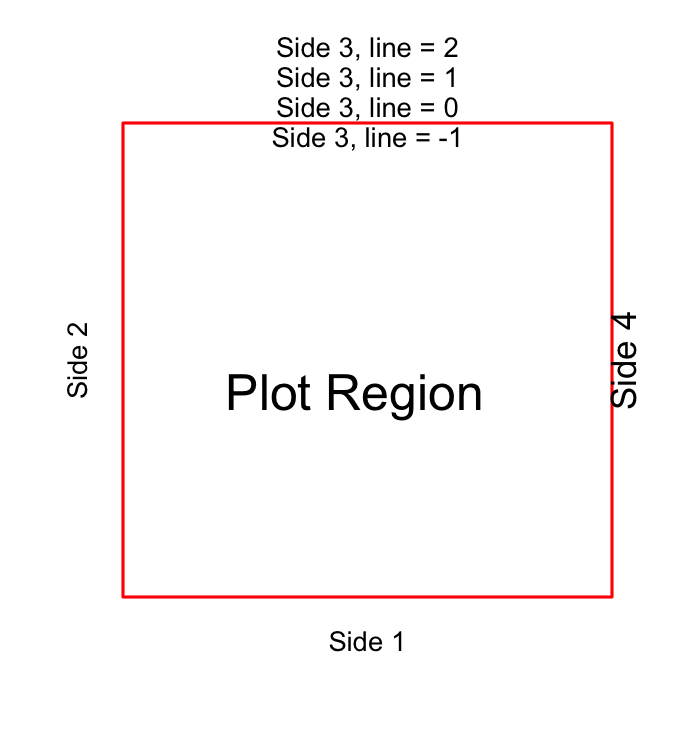 Side 3, line = 2
Side 3, line = 1
Side 3, line = 0
Side 3, line = -1
Side 2
Plot Region
Side 4
Side 1